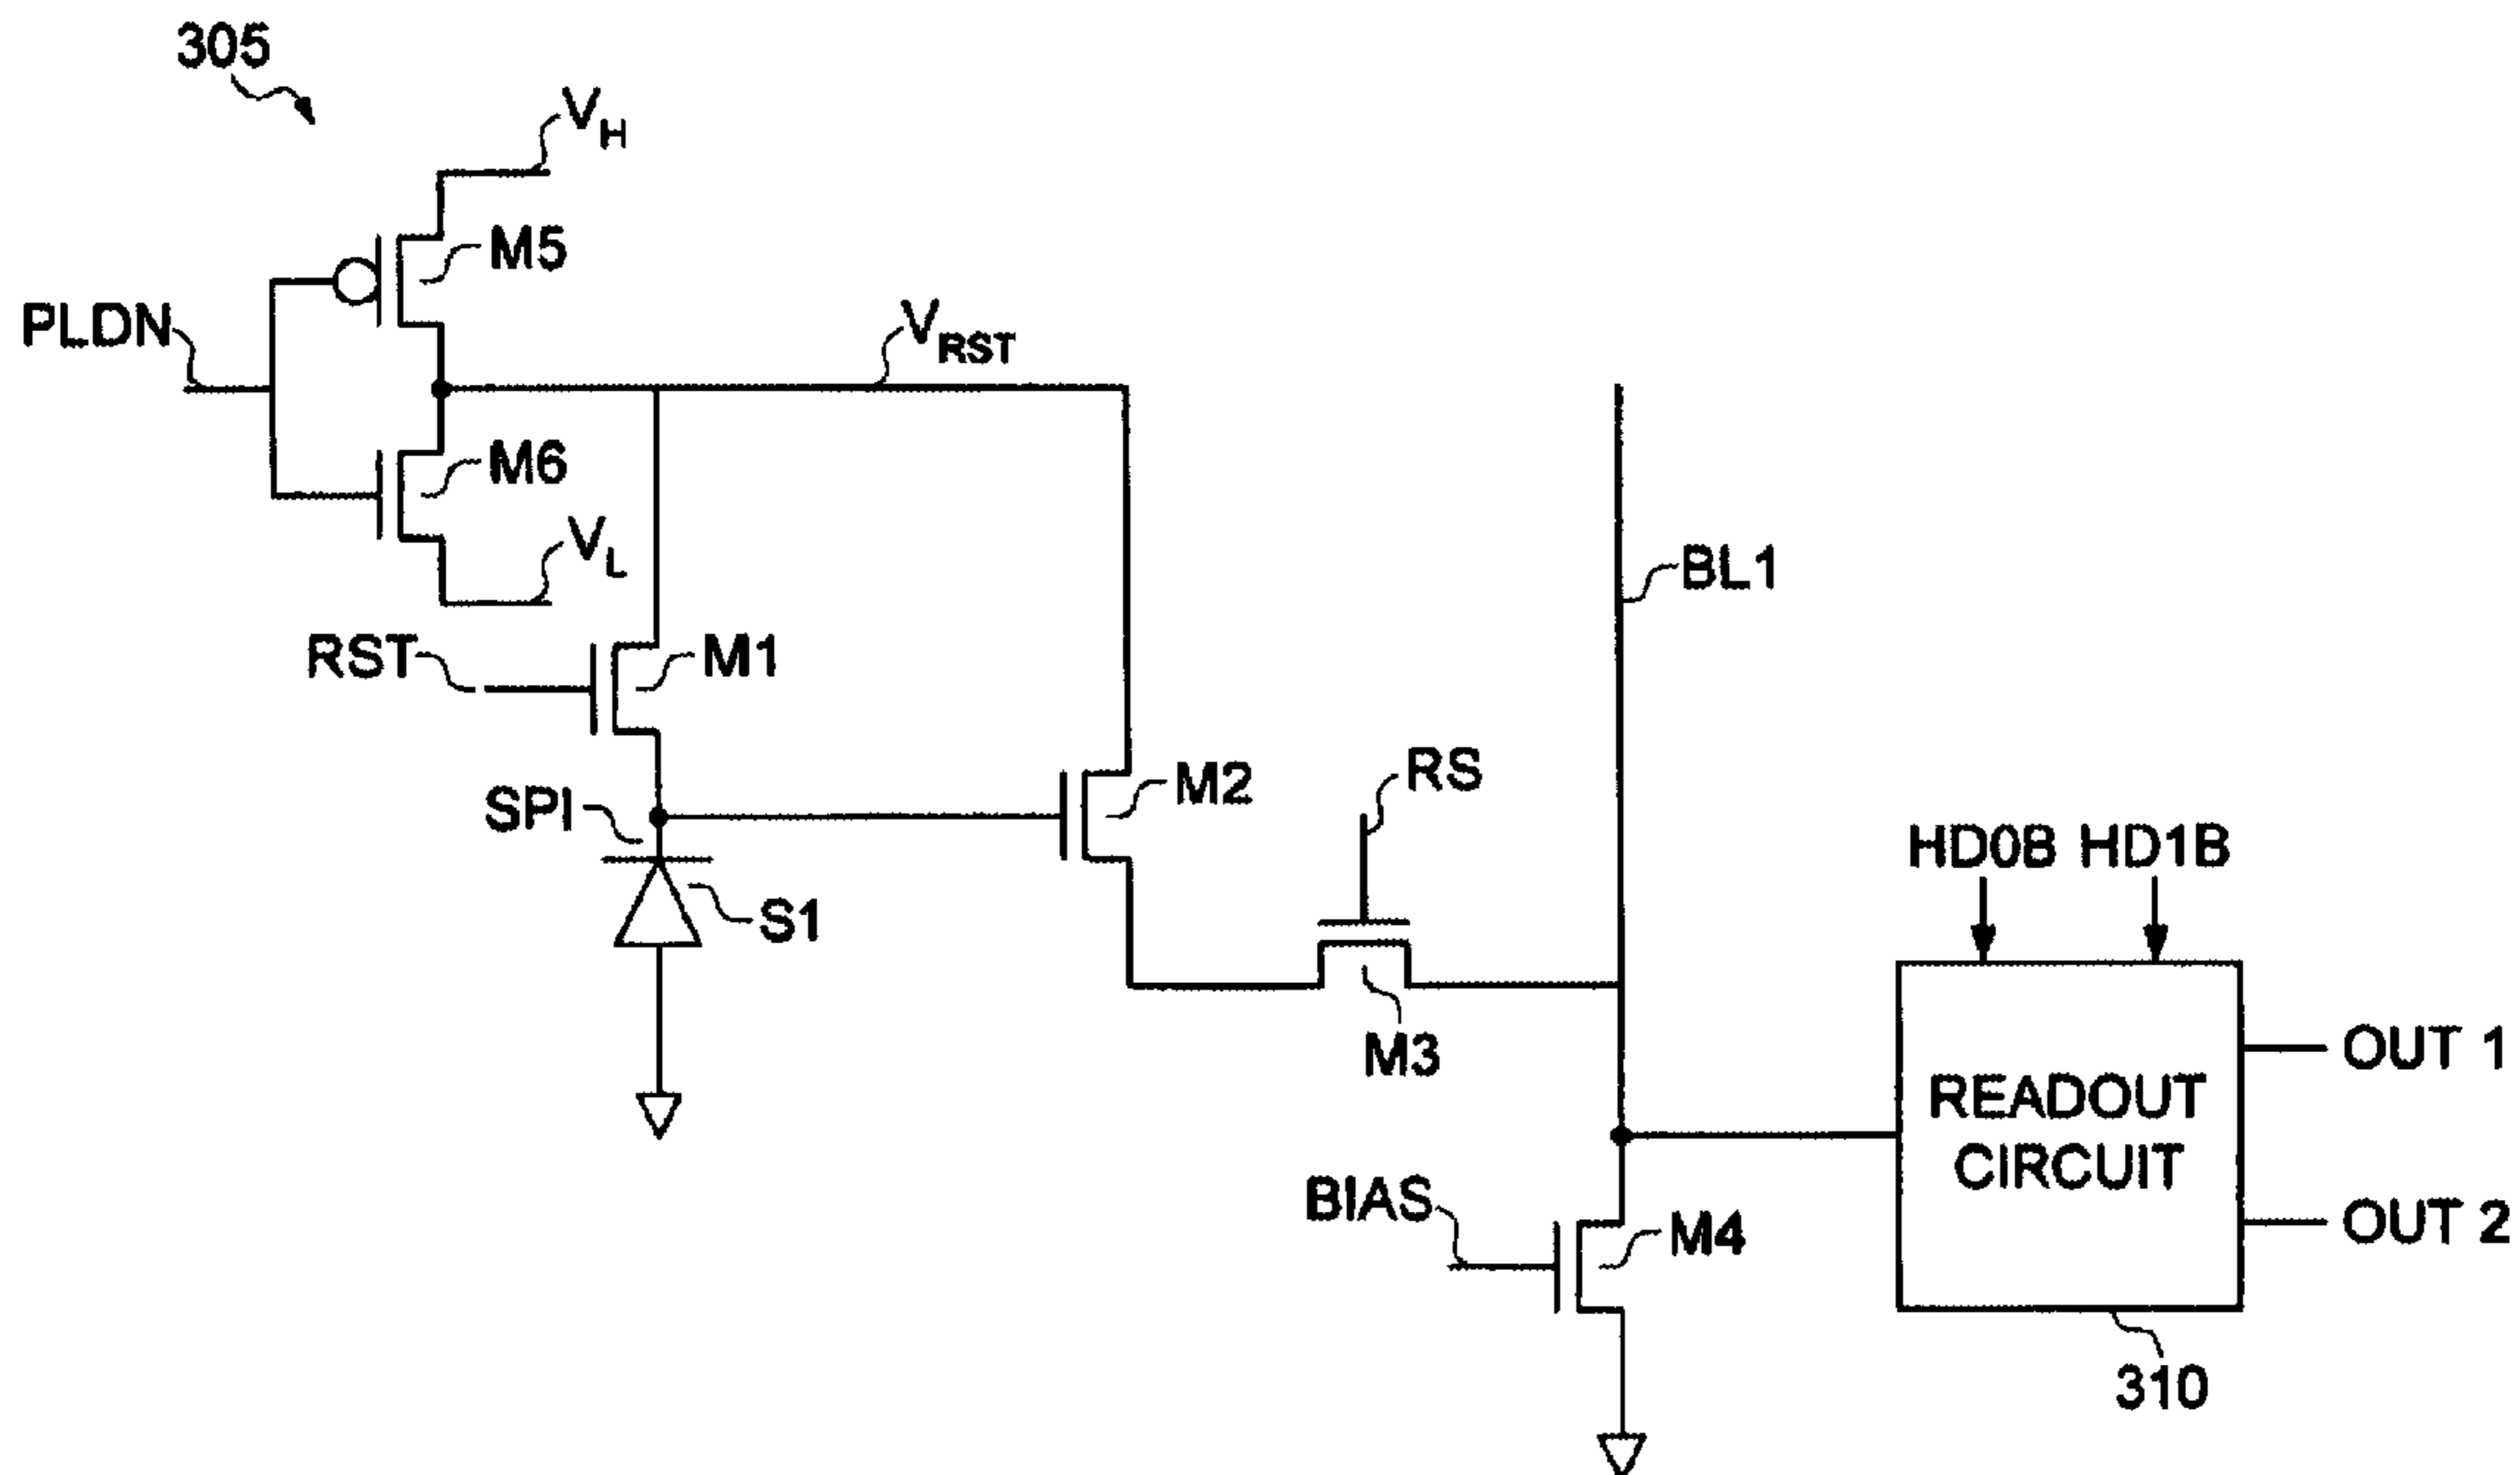 305
VH
M5
PLDN
VRST
M6
VL
BL1
RST
M1
SPI
M2
RS
S1
HD0B HD1B
M3
READOUT
CIRCUIT
OUT 1
OUT 2
BIAS
M4
310